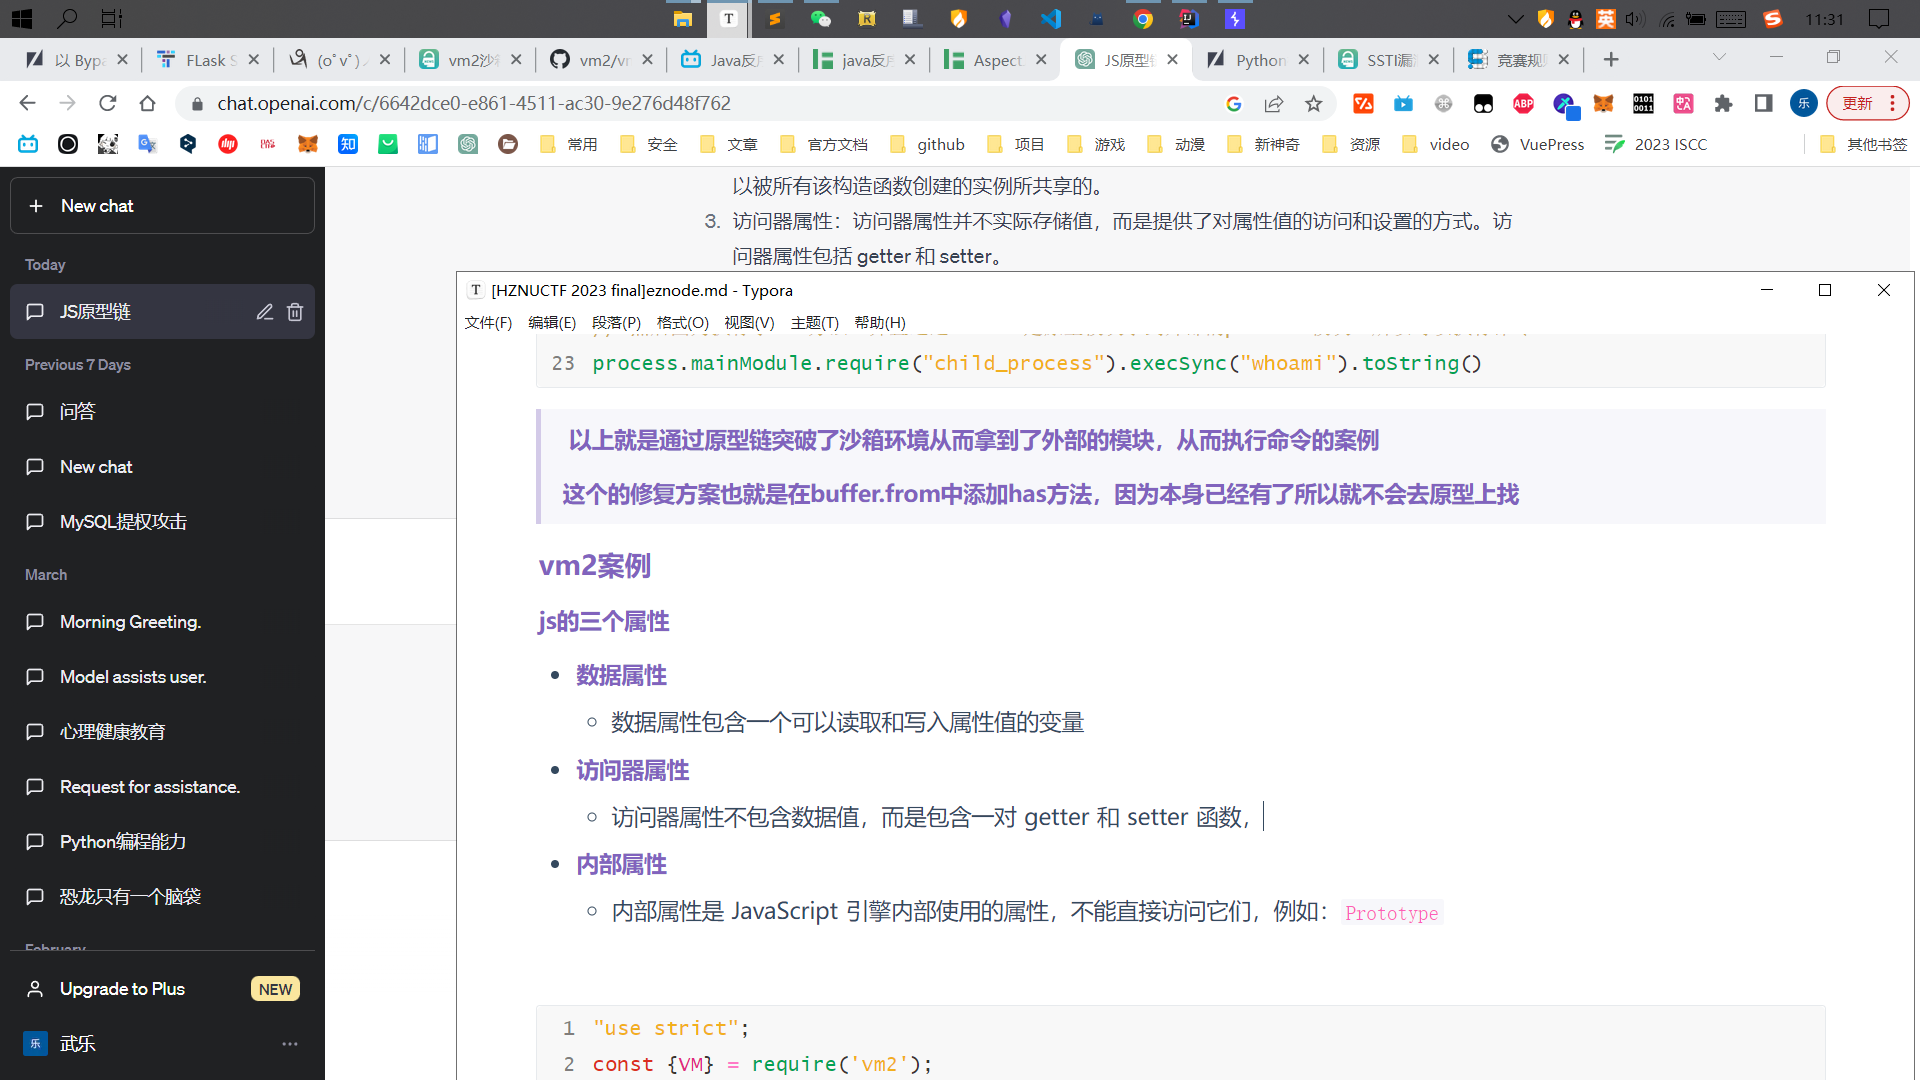 11:31
以 Bypa
FLask S
(oﾟvﾟ)ノ
vm2沙
vm2/vm
Java反
java反
Aspect.
JS原型
Python
SSTI漏
竞赛规
chat.openai.com/c/6642dce0-e861-4511-ac30-9e276d48f762
更新
常用
安全
文章
官方文档
github
项目
游戏
动漫
新神奇
资源
video
VuePress
2023 ISCC
其他书签
New chat
Today
JS原型链
Previous 7 Days
问答
New chat
MySQL提权攻击
March
Morning Greeting.
Model assists user.
心理健康教育
Request for assistance.
Python编程能力
恐龙只有一个脑袋
February
Upgrade to Plus
NEW
乐 武乐
以被所有该构造函数创建的实例所共享的。
3. 访问器属性：访问器属性并不实际存储值，而是提供了对属性值的访问和设置的方式。访
问器属性包括 getter 和 setter。
[HZNUCTF 2023 final]eznode.md - Typora
文件(F) 编辑(E) 段落(P) 格式(O) 视图(V) 主题(T) 帮助(H)
23 process.mainModule.require("child_process").execSync("whoami").toString()
以上就是通过原型链突破了沙箱环境从而拿到了外部的模块，从而执行命令的案例
这个的修复方案也就是在buffer.from中添加has方法，因为本身已经有了所以就不会去原型上找
vm2案例
js的三个属性
数据属性
数据属性包含一个可以读取和写入属性值的变量
访问器属性
访问器属性不包含数据值，而是包含一对 getter 和 setter 函数，
内部属性
内部属性是 JavaScript 引擎内部使用的属性，不能直接访问它们，例如：Prototype
1 "use strict";
2 const {VM} = require('vm2');